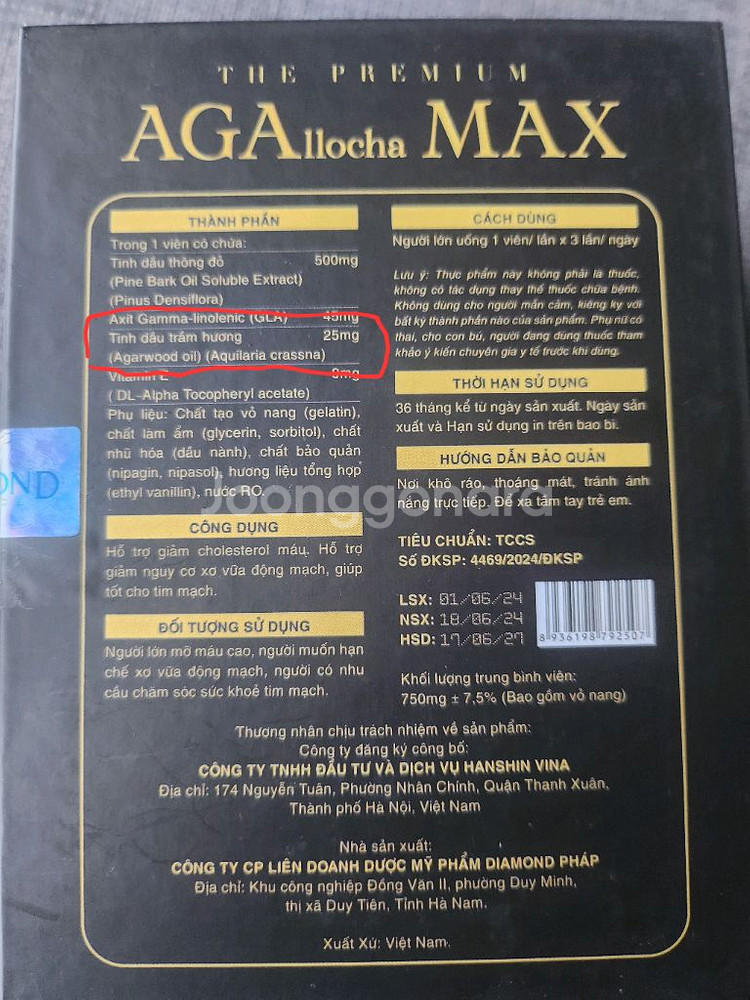 THE PREMIUM
AGAllocha MAX
THÀNH PHẦN
Trong 1 viên có chứa:
Tinh dầu thông đỏ 500mg
(Pine Bark Oil Soluble Extract)
(Pinus Densiflora)
Axit Gamma-linolenic (GLA) 45mg
Tinh dầu trầm hương 25mg
(Agarwood oil) (Aquilaria crassna)
Vitamin E
( DL-Alpha Tocopheryl acetate)
Phụ liệu: Chất tạo vỏ nang (gelatin),
chất làm ẩm (glycerin, sorbitol), chất
nhũ hóa (dầu nành), chất bảo quản
(nipagin, nipasol), hương liệu tổng hợp
(ethyl vanillin), nước RO.
CÔNG DỤNG
Hỗ trợ giảm cholesterol máu. Hỗ trợ
giảm nguy cơ xơ vữa động mạch, giúp
tốt cho tim mạch.
ĐỐI TƯỢNG SỬ DỤNG
Người lớn mỡ máu cao, người muốn hạn
chế xơ vữa động mạch, người có nhu
cầu chăm sóc sức khoẻ tim mạch.
CÁCH DÙNG
Người lớn uống 1 viên/ lần x 3 lần/ ngày
Lưu ý: Thực phẩm này không phải là thuốc,
không có tác dụng thay thế thuốc chữa bệnh.
Không dùng cho người mẫn cảm, kiêng kỵ với
bất kỳ thành phần nào của sản phẩm. Phụ nữ có
thai, cho con bú, người đang dùng thuốc tham
khảo ý kiến chuyên gia y tế trước khi dùng.
THỜI HẠN SỬ DỤNG
36 tháng kể từ ngày sản xuất. Ngày sản
xuất và Hạn sử dụng in trên bao bì.
HƯỚNG DẪN BẢO QUẢN
Nơi khô ráo, thoáng mát, tránh ánh
nắng trực tiếp. Để xa tầm tay trẻ em.
TIÊU CHUẨN: TCCS
Số ĐKSP: 4469/2024/ĐKSP
LSX: 01/06/24
NSX: 18/06/24
HSD: 17/06/27
8936198792507
Khối lượng trung bình viên:
750mg ± 7,5% (Bao gồm vỏ nang)
Thương nhân chịu trách nhiệm về sản phẩm:
Công ty đăng ký công bố:
CÔNG TY TNHH ĐẦU TƯ VÀ DỊCH VỤ HANSHIN VINA
Địa chỉ: 174 Nguyễn Tuân, Phường Nhân Chính, Quận Thanh Xuân,
Thành phố Hà Nội, Việt Nam
Nhà sản xuất:
CÔNG TY CP LIÊN DOANH DƯỢC MỸ PHẨM DIAMOND PHÁP
Địa chỉ: Khu công nghiệp Đồng Văn II, phường Duy Minh,
thị xã Duy Tiên, Tỉnh Hà Nam.
Xuất Xứ: Việt Nam.
OND
Joonggonara